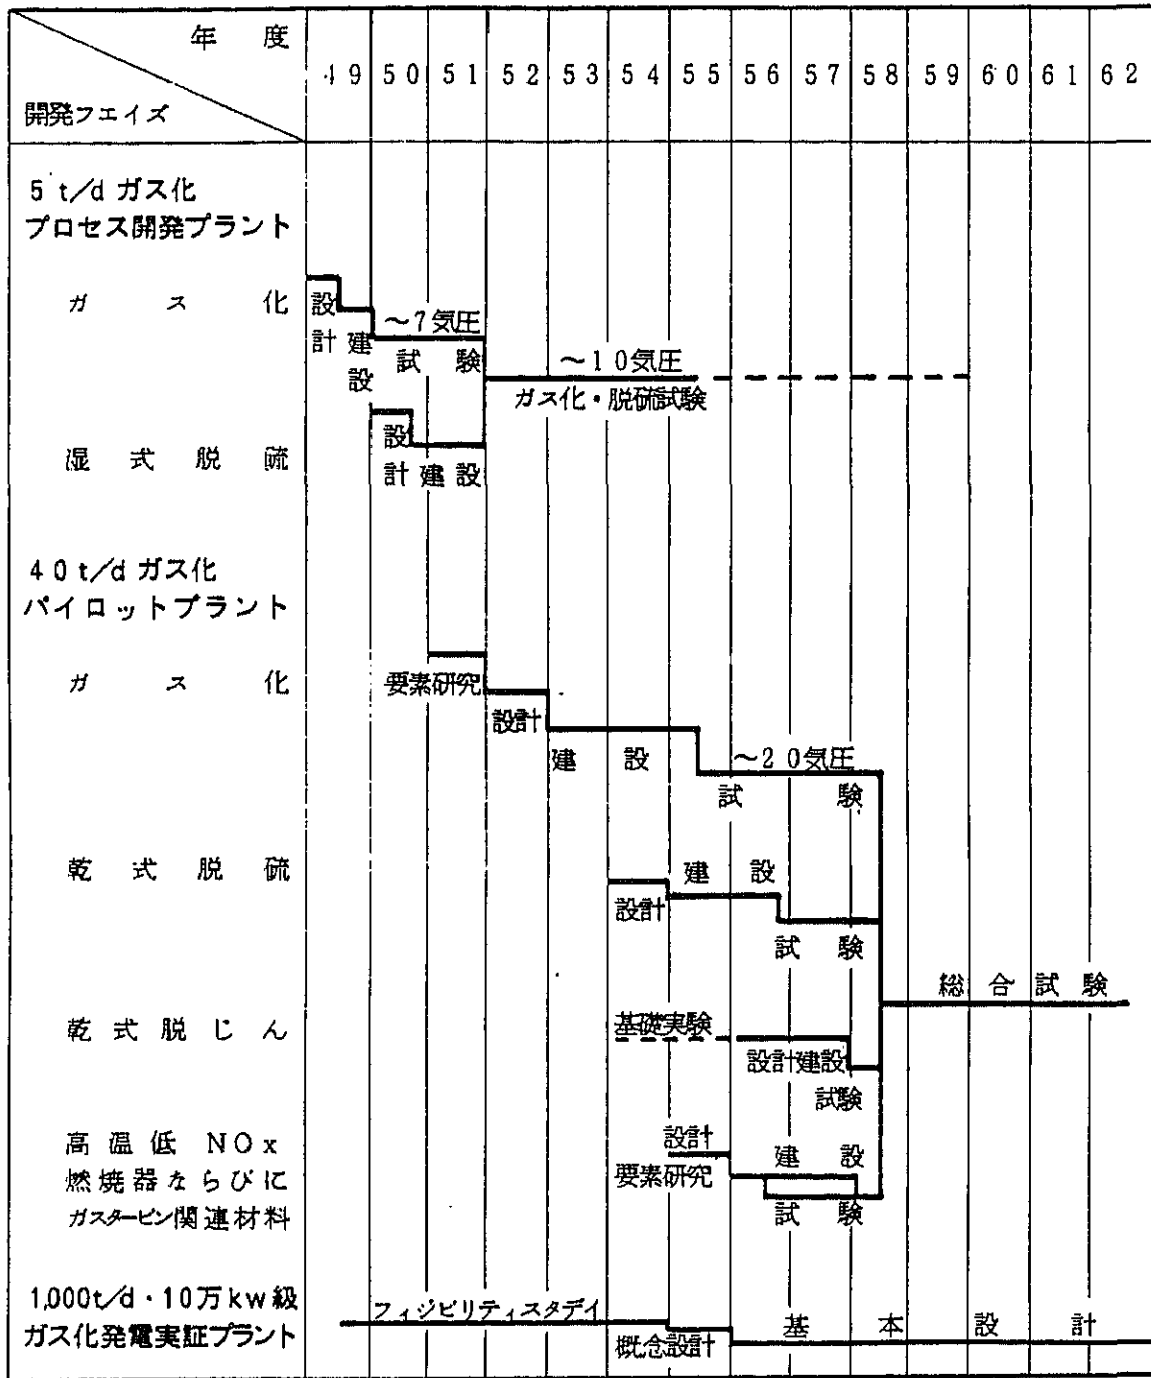 年 度
49 50 51 52 53 54 55 56 57 58 59 60 61 62
開発フエイズ
5 t/d ガス化
プロセス開発プラント
ガ ス 化
設計
建設
～7気圧
試 験
～10気圧
ガス化・脱硫試験
湿 式 脱 硫
設計
建設
40 t/d ガス化
パイロットプラント
ガ ス 化
要素研究
設計
建 設
～20気圧
試 験
乾 式 脱 硫
設計
建 設
試 験
総 合 試 験
乾 式 脱 じ ん
基礎実験
設計建設
試験
高 温 低 NOx
燃焼器ならびに
ガスタービン関連材料
設計
要素研究
建 設
試 験
1,000t/d・10万kw級
ガス化発電実証プラント
フィジビリティスタデイ
概念設計
基 本 設 計